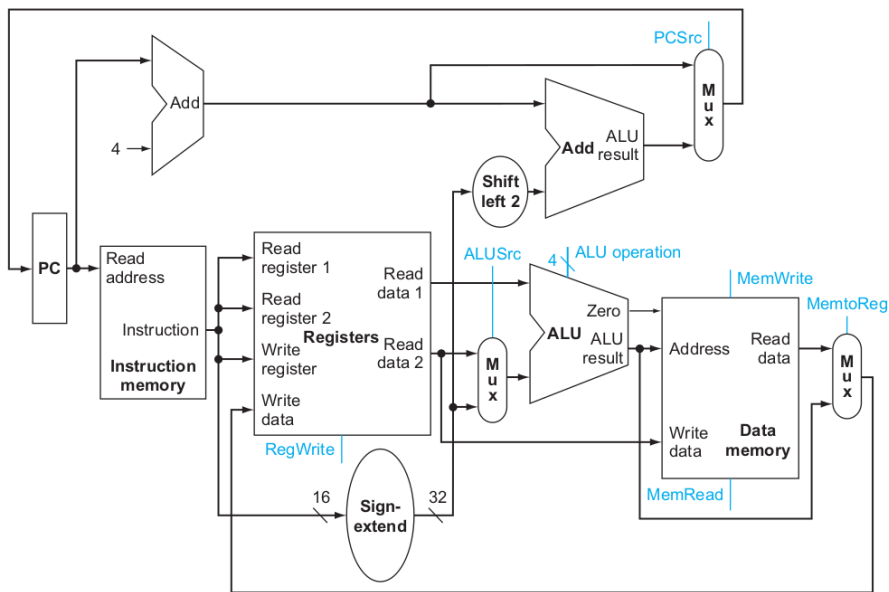 PCSrc
M
u
x
Add
4
Add
ALU
result
Shift
left 2
PC
Read
address
Instruction
Instruction
memory
Read
register 1
Read
register 2
Write
register
Write
data
Registers
Read
data 1
Read
data 2
RegWrite
16
Sign-
extend
32
ALUSrc
M
u
x
4
ALU operation
Zero
ALU
ALU
result
MemWrite
Address
Read
data
Write
data
Data
memory
MemRead
MemtoReg
M
u
x